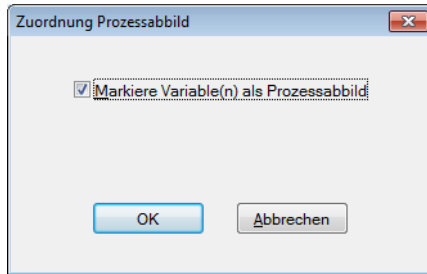 Zuordnung Prozessabbild
Markiere Variable(n) als Prozessabbild
OK
Abbrechen